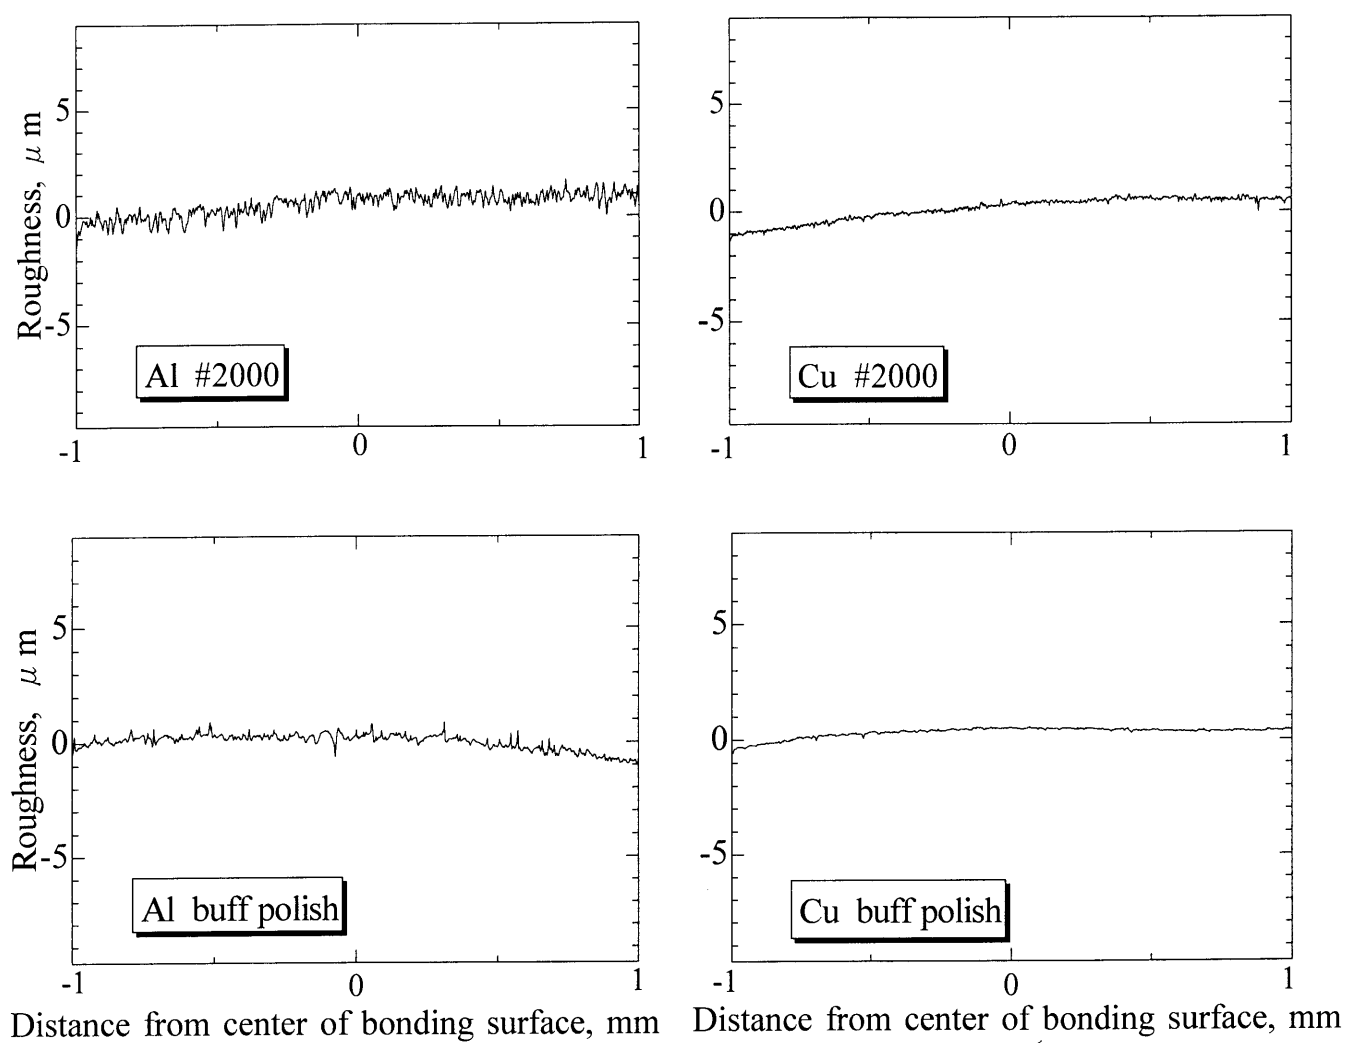 Roughness, μm
5
0
-5
Al #2000
-1 0 1
5
0
-5
Cu #2000
-1 0 1
Roughness, μm
5
0
-5
Al buff polish
-1 0 1
Distance from center of bonding surface, mm
5
0
-5
Cu buff polish
-1 0 1
Distance from center of bonding surface, mm